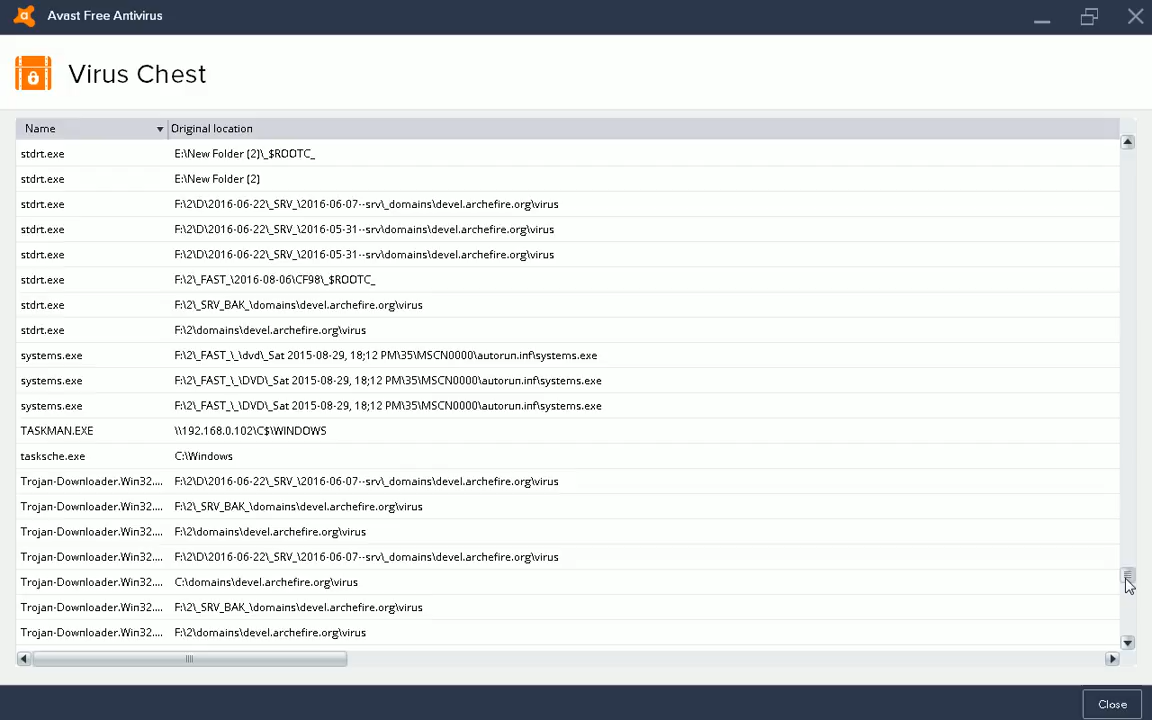 Avast Free Antivirus
Virus Chest
Name Original location
stdrt.exe E:\New Folder (2)\_$ROOTC_
stdrt.exe E:\New Folder (2)
stdrt.exe F:\2\D\2016-06-22\_SRV_\2016-06-07--srv\_domains\devel.archefire.org\virus
stdrt.exe F:\2\D\2016-06-22\_SRV_\2016-05-31--srv\domains\devel.archefire.org\virus
stdrt.exe F:\2\D\2016-06-22\_SRV_\2016-05-31--srv\domains\devel.archefire.org\virus
stdrt.exe F:\2\_FAST_\2016-08-06\CF98\_$ROOTC_
stdrt.exe F:\2\_SRV_BAK_\domains\devel.archefire.org\virus
stdrt.exe F:\2\domains\devel.archefire.org\virus
systems.exe F:\2\_FAST_\_\dvd\_Sat 2015-08-29, 18;12 PM\35\MSCN0000\autorun.inf\systems.exe
systems.exe F:\2\_FAST_\_\DVD\_Sat 2015-08-29, 18;12 PM\35\MSCN0000\autorun.inf\systems.exe
systems.exe F:\2\_FAST_\_\DVD\_Sat 2015-08-29, 18;12 PM\35\MSCN0000\autorun.inf\systems.exe
TASKMAN.EXE \\192.168.0.102\C$\WINDOWS
tasksche.exe C:\Windows
Trojan-Downloader.Win32.... F:\2\D\2016-06-22\_SRV_\2016-06-07--srv\_domains\devel.archefire.org\virus
Trojan-Downloader.Win32.... F:\2\_SRV_BAK_\domains\devel.archefire.org\virus
Trojan-Downloader.Win32.... F:\2\domains\devel.archefire.org\virus
Trojan-Downloader.Win32.... F:\2\D\2016-06-22\_SRV_\2016-06-07--srv\_domains\devel.archefire.org\virus
Trojan-Downloader.Win32.... C:\domains\devel.archefire.org\virus
Trojan-Downloader.Win32.... F:\2\_SRV_BAK_\domains\devel.archefire.org\virus
Trojan-Downloader.Win32.... F:\2\domains\devel.archefire.org\virus
Close